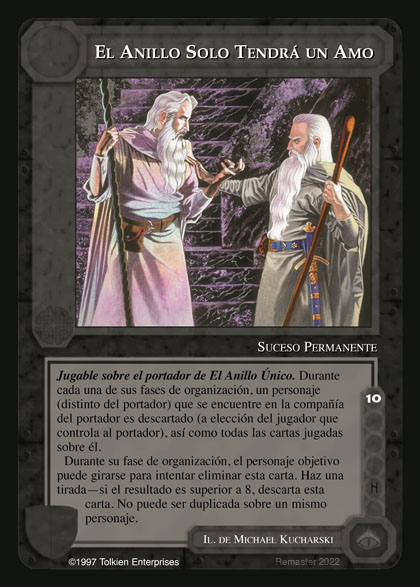 El Anillo Solo Tendrá un Amo
Suceso Permanente
Jugable sobre el portador de El Anillo Único. Durante
cada una de sus fases de organización, un personaje
(distinto del portador) que se encuentre en la compañía
del portador es descartado (a elección del jugador que
controla al portador), así como todas las cartas jugadas
sobre él.
Durante su fase de organización, el personaje objetivo
puede girarse para intentar eliminar esta carta. Haz una
tirada—si el resultado es superior a 8, descarta esta
carta. No puede ser duplicada sobre un mismo
personaje.
10
H
Il. de Michael Kucharski
©1997 Tolkien Enterprises
Remaster 2022